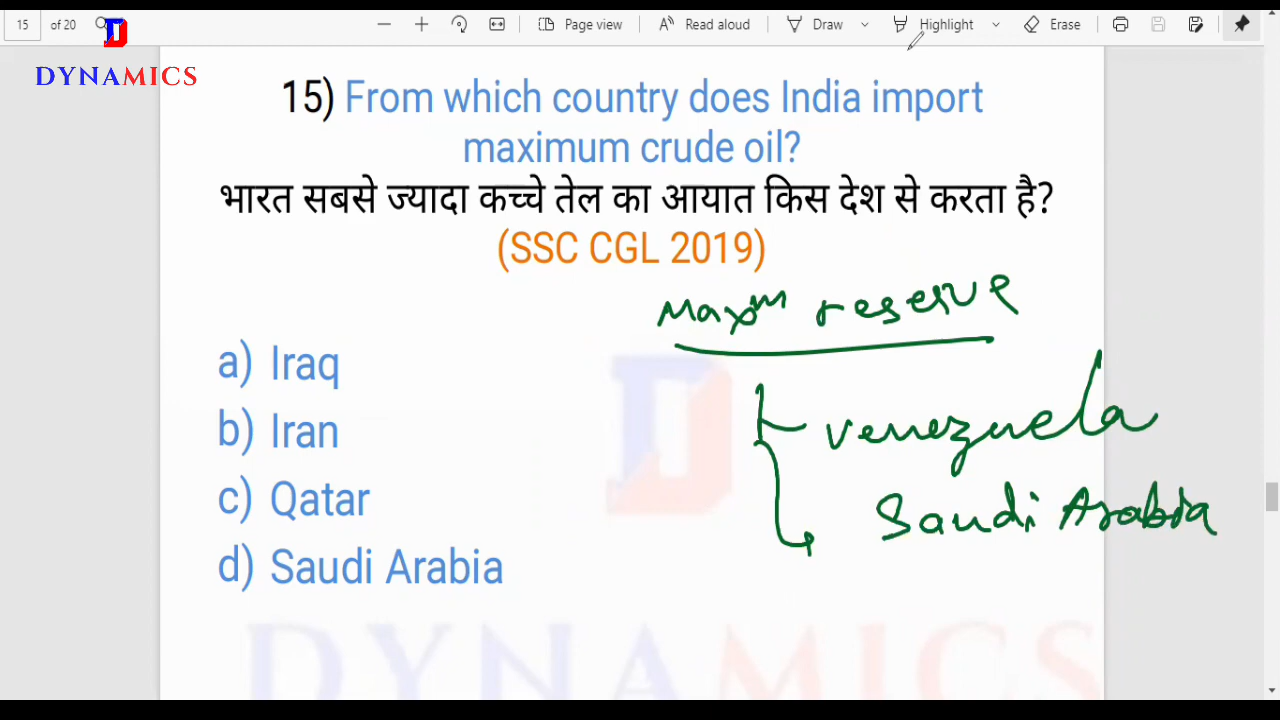 15 of 20 Page view Read aloud Draw Highlight Erase
DYNAMICS
15) From which country does India import
maximum crude oil?
भारत सबसे ज्यादा कच्चे तेल का आयात किस देश से करता है?
(SSC CGL 2019)
Maxᵐ reserve
a) Iraq
b) Iran
venezuela
c) Qatar
Saudi Arabia
d) Saudi Arabia
DYNAMICS